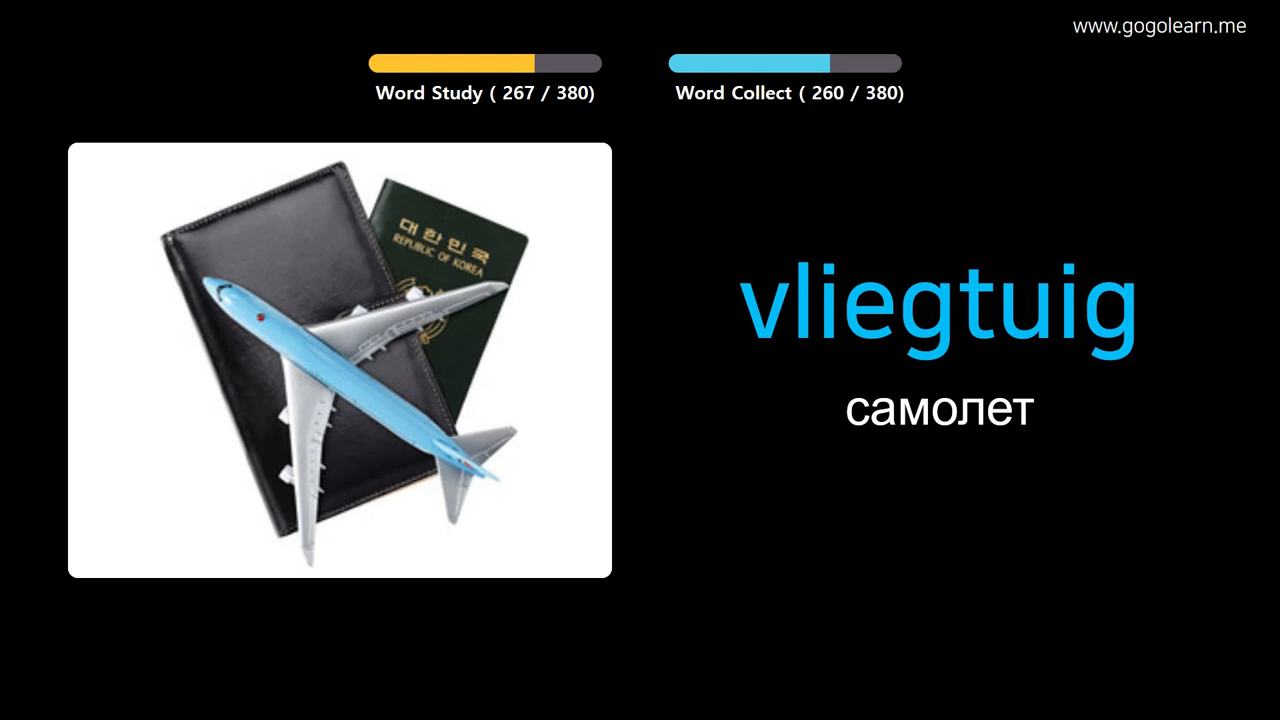 www.gogolearn.me
Word Study ( 267 / 380)
Word Collect ( 260 / 380)
대한민국
REPUBLIC OF KOREA
vliegtuig
самолет